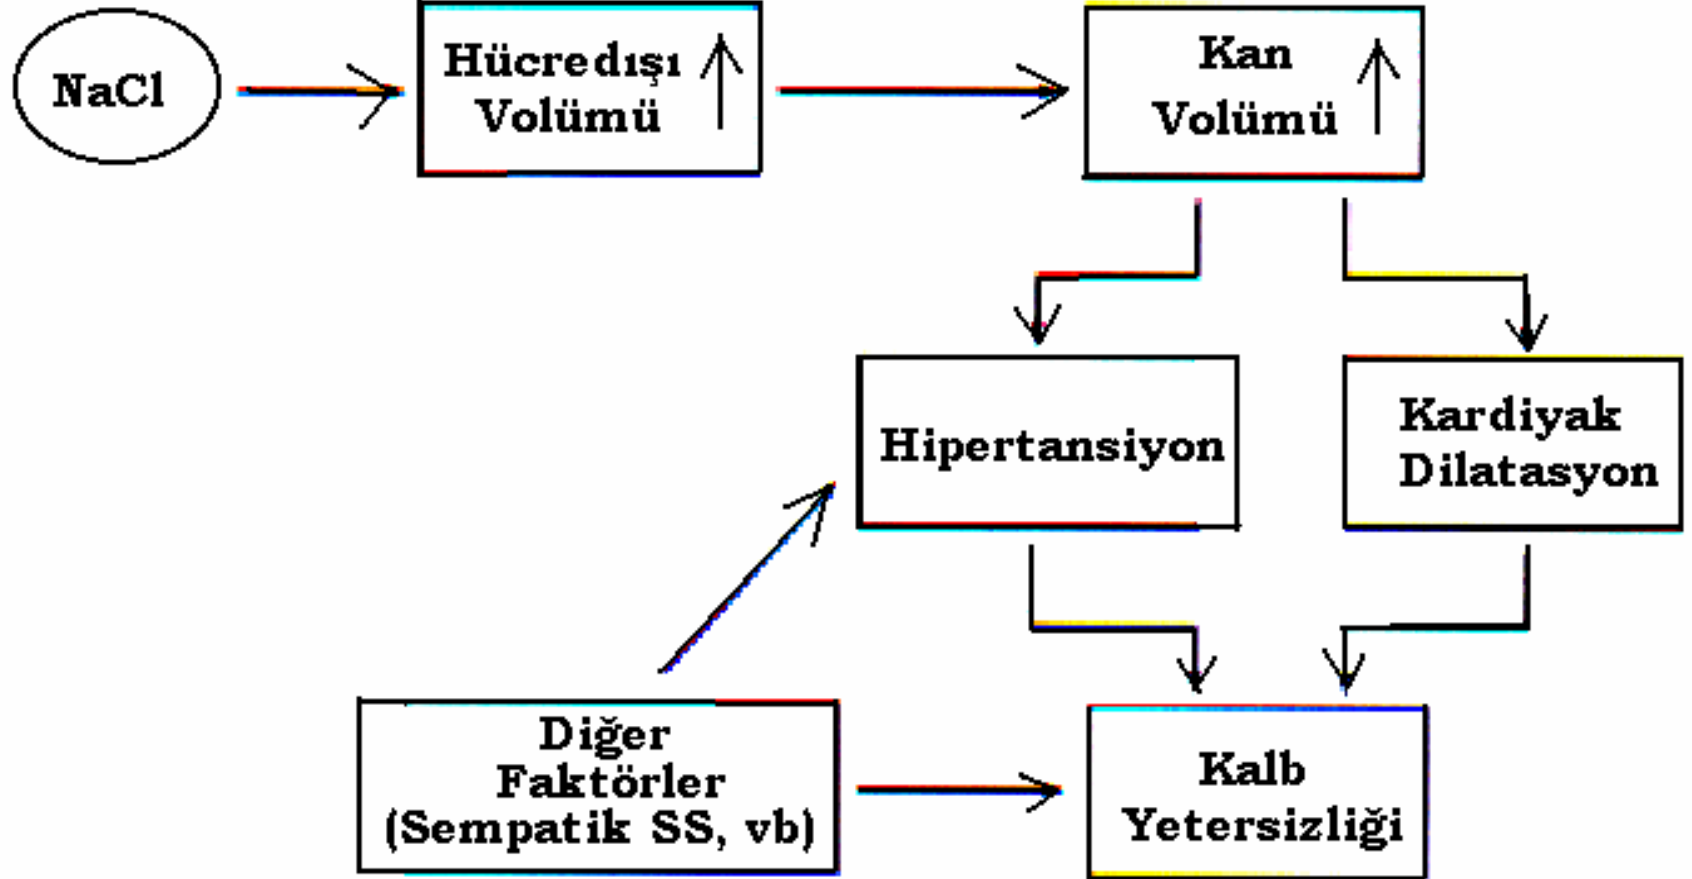 NaCl
Hücredışı
Volümü
Kan
Volümü
Hipertansiyon
Kardiyak
Dilatasyon
Diğer
Faktörler
(Sempatik SS, vb)
Kalb
Yetersizliği